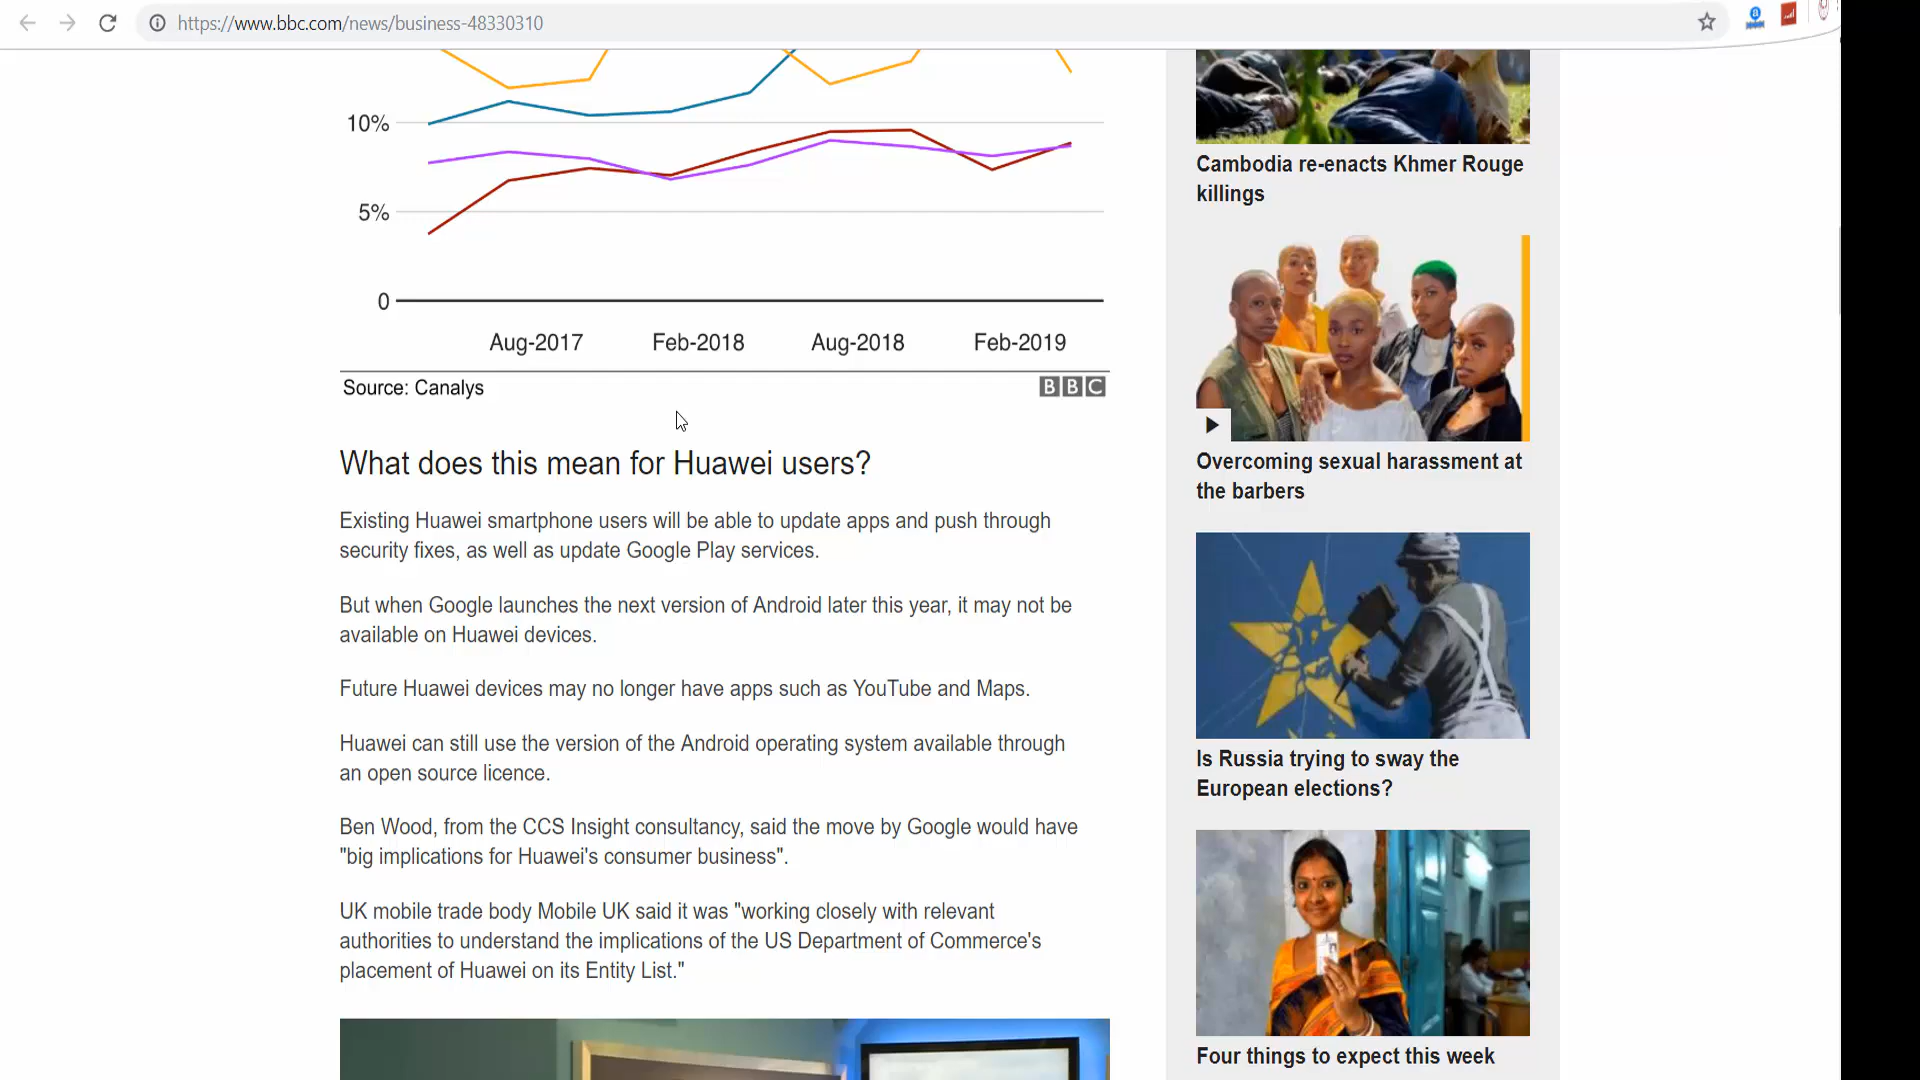 https://www.bbc.com/news/business-48330310
10%
5%
0
Aug-2017 Feb-2018 Aug-2018 Feb-2019
Source: Canalys
BBC
What does this mean for Huawei users?
Existing Huawei smartphone users will be able to update apps and push through
security fixes, as well as update Google Play services.
But when Google launches the next version of Android later this year, it may not be
available on Huawei devices.
Future Huawei devices may no longer have apps such as YouTube and Maps.
Huawei can still use the version of the Android operating system available through
an open source licence.
Ben Wood, from the CCS Insight consultancy, said the move by Google would have
"big implications for Huawei's consumer business".
UK mobile trade body Mobile UK said it was "working closely with relevant
authorities to understand the implications of the US Department of Commerce's
placement of Huawei on its Entity List."
Cambodia re-enacts Khmer Rouge
killings
Overcoming sexual harassment at
the barbers
Is Russia trying to sway the
European elections?
Four things to expect this week